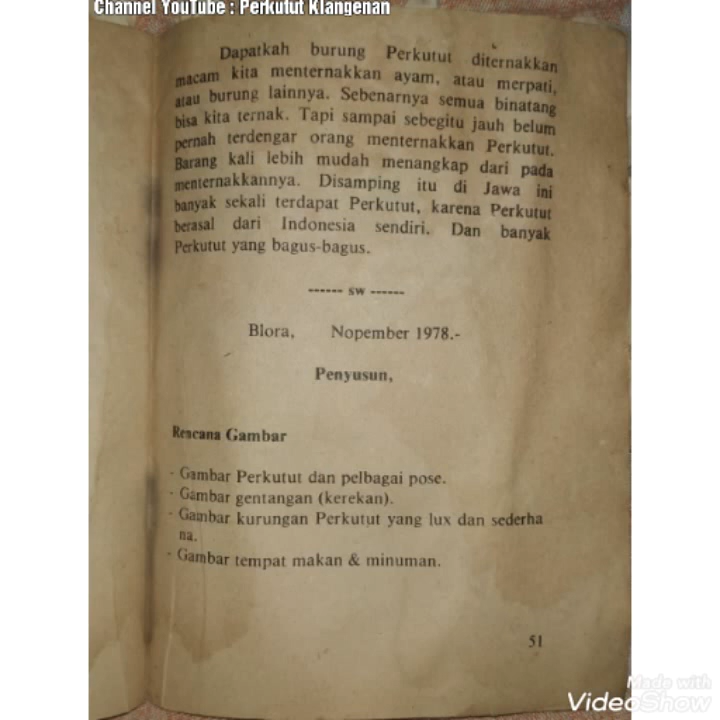 Channel YouTube : Perkutut Klangenan
Dapatkah burung Perkutut diternakkan
macam kita menternakkan ayam, atau merpati,
atau burung lainnya. Sebenarnya semua binatang
bisa kita ternak. Tapi sampai sebegitu jauh belum
pernah terdengar orang menternakkan Perkutut.
Barang kali lebih mudah menangkap dari pada
menternakkannya. Disamping itu di Jawa ini
banyak sekali terdapat Perkutut, karena Perkutut
berasal dari Indonesia sendiri. Dan banyak
Perkutut yang bagus-bagus.
------ sw ------
Blora, Nopember 1978.-
Penyusun,
Rencana Gambar
- Gambar Perkutut dan pelbagai pose.
- Gambar gentangan (kerekan).
- Gambar kurungan Perkutut yang lux dan sederha
na.
- Gambar tempat makan & minuman.
51
Made with
VideoShow